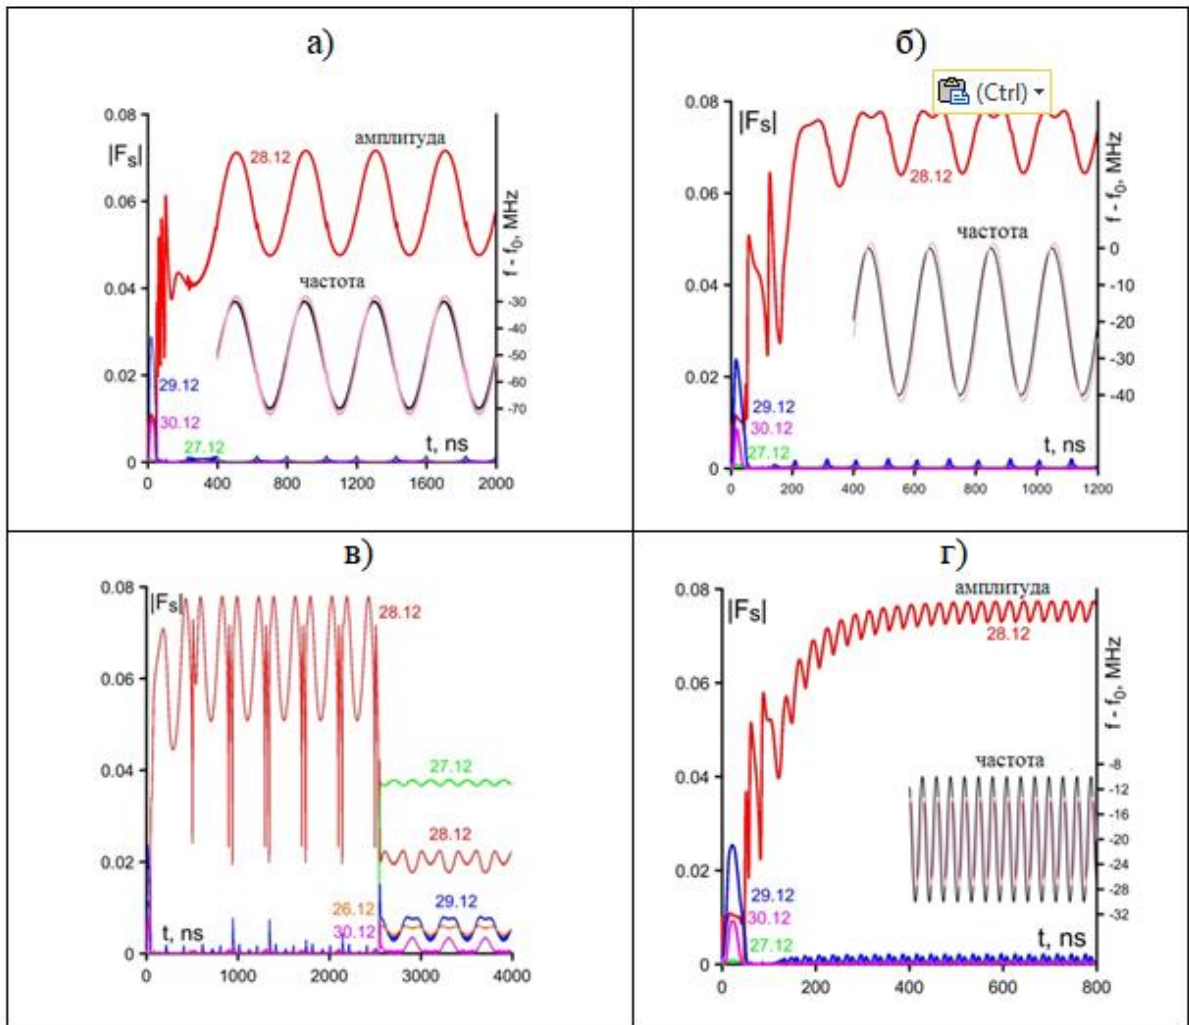 а)
0.08
|Fₛ|
амплитуда
28.12
0.06
f - f₀, MHz
0.04
частота
-30
-40
-50
-60
-70
0.02
29.12
30.12
27.12
t, ns
0
0 400 800 1200 1600 2000
б)
(Ctrl)
0.08
|Fₛ|
28.12
0.06
f - f₀, MHz
частота
0
-10
-20
-30
-40
0.04
0.02
29.12
30.12
27.12
t, ns
0
0 200 400 600 800 1000 1200
в)
0.08
|Fₛ|
28.12
0.06
0.04
27.12
28.12
0.02
26.12
29.12
30.12
t, ns
0
0 1000 2000 3000 4000
г)
0.08
|Fₛ|
амплитуда
28.12
0.06
f - f₀, MHz
0.04
частота
-8
-12
-16
-20
-24
-28
-32
0.02
29.12
30.12
27.12
t, ns
0
0 200 400 600 800